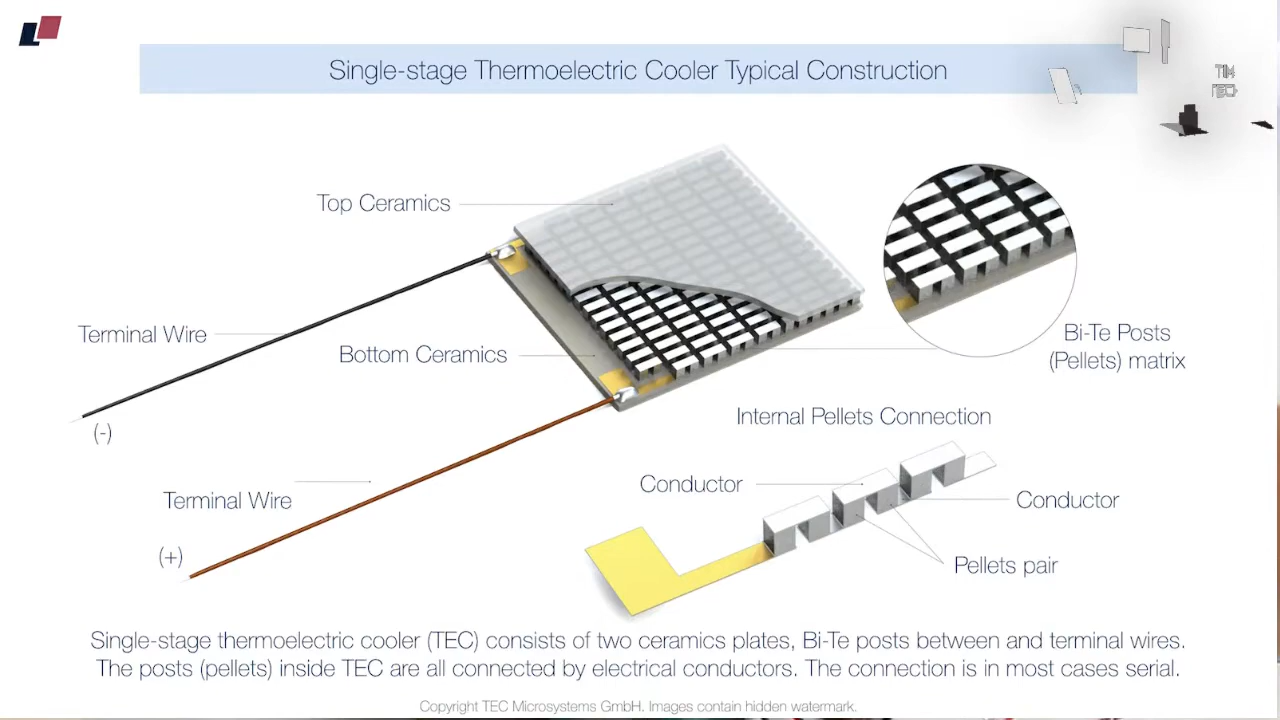 Single-stage Thermoelectric Cooler Typical Construction
Top Ceramics
Terminal Wire
Bottom Ceramics
(-)
Bi-Te Posts
(Pellets) matrix
Internal Pellets Connection
Conductor
Terminal Wire
Conductor
(+)
Pellets pair
Single-stage thermoelectric cooler (TEC) consists of two ceramics plates, Bi-Te posts between and terminal wires.
The posts (pellets) inside TEC are all connected by electrical conductors. The connection is in most cases serial.
Copyright TEC Microsystems GmbH. Images contain hidden watermark.